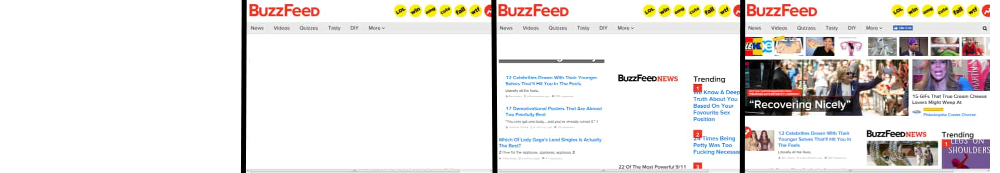 BuzzFeed
LOL win omg cute fail wtf
News Videos Quizzes Tasty DIY More
BuzzFeed
LOL win omg cute fail wtf
News Videos Quizzes Tasty DIY More
12 Celebrities Drawn With Their Younger
Selves That'll Hit You In The Feels
Literally all the feels.
17 Demotivational Posters That Are Almost
Too Painfully Real
"You only get one body... and you've already ruined it."
Which Of Lady Gaga's Lead Singles Is Actually
The Best?
♫ I live for the applause, applause, applause ♫
BuzzFeed NEWS
22 Of The Most Powerful 9/11
Trending
1
We Know A Deep
Truth About You
Based On Your
Favourite Sex
Position
2
24 Times Being
Petty Was Too
Fucking Necessa
3
BuzzFeed
LOL win omg cute fail wtf
News Videos Quizzes Tasty DIY More
"Recovering Nicely"
15 GIFs That True Cream Cheese
Lovers Might Weep At
Philadelphia Cream Cheese
12 Celebrities Drawn With Their
Younger Selves That'll Hit You In
The Feels
Literally all the feels.
BuzzFeed NEWS
Trending
1
LEGS ON
SHOULDERS